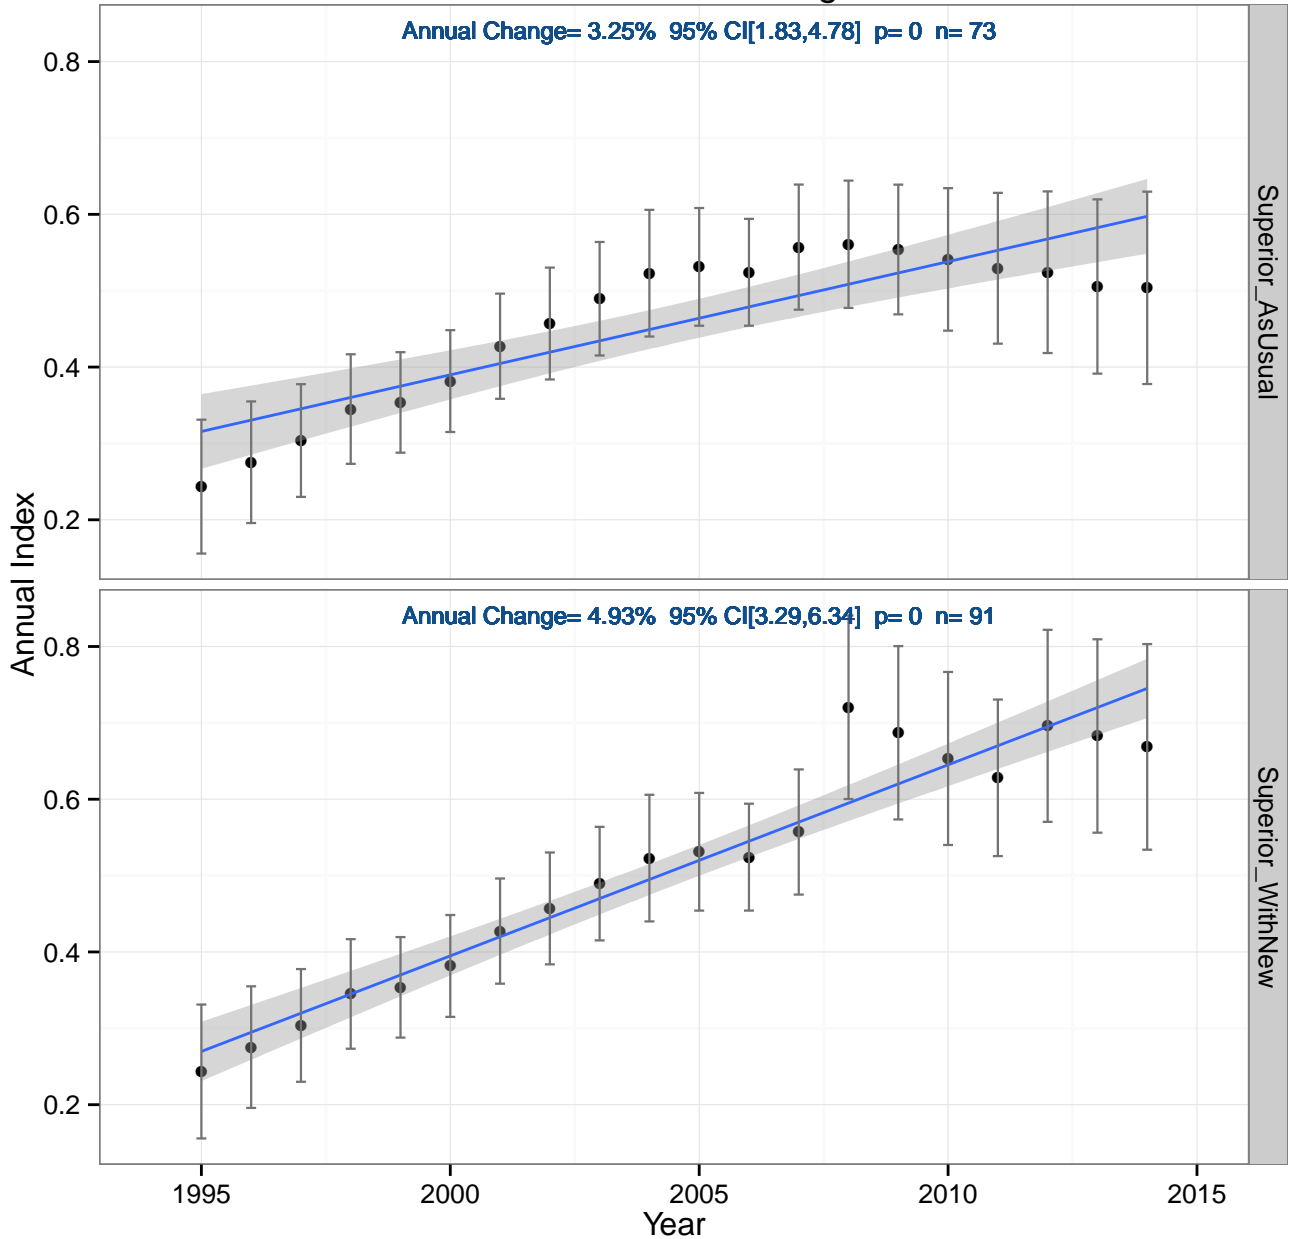 Annual Change= 3.25%  95% CI[1.83,4.78]  p= 0  n= 73
0.8
0.6
0.4
0.2
Superior_AsUsual
Annual Index
Annual Change= 4.93%  95% CI[3.29,6.34]  p= 0  n= 91
0.8
0.6
0.4
0.2
Superior_WithNew
1995 2000 2005 2010 2015
Year